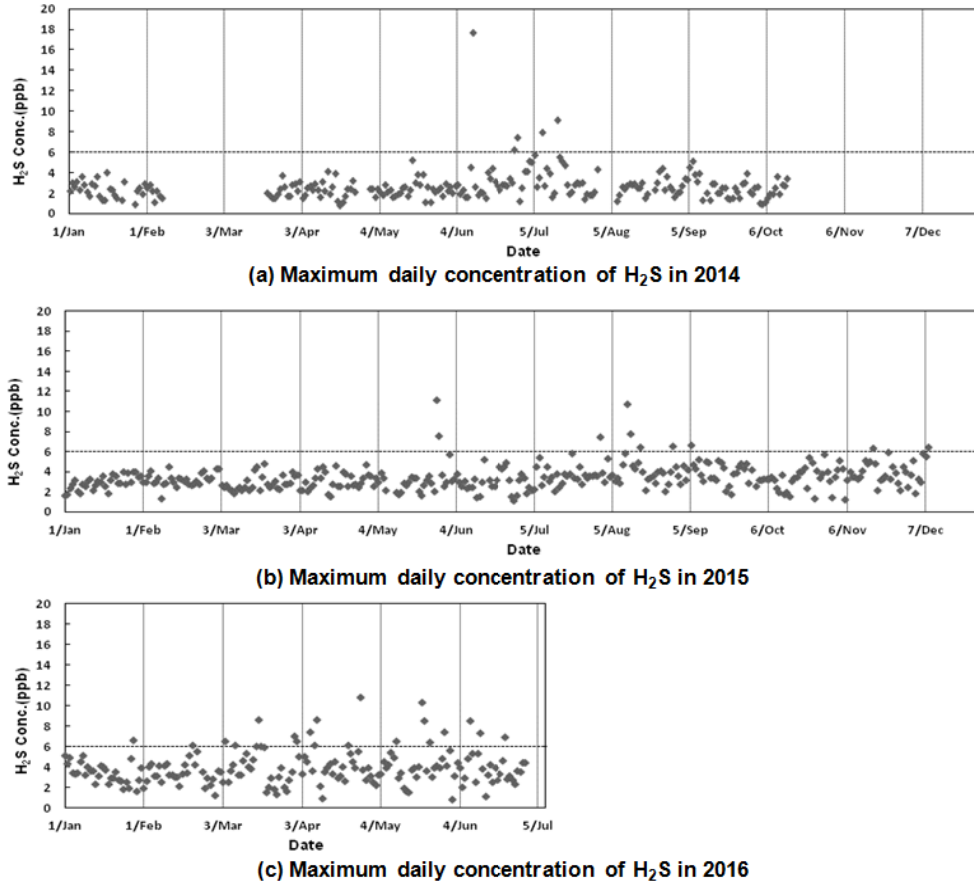 20
18
16
14
12
10
8
6
4
2
0
H₂S Conc.(ppb)
1/Jan 1/Feb 3/Mar 3/Apr 4/May 4/Jun 5/Jul 5/Aug 5/Sep 6/Oct 6/Nov 7/Dec
Date
(a) Maximum daily concentration of H₂S in 2014
20
18
16
14
12
10
8
6
4
2
0
H₂S Conc.(ppb)
1/Jan 1/Feb 3/Mar 3/Apr 4/May 4/Jun 5/Jul 5/Aug 5/Sep 6/Oct 6/Nov 7/Dec
Date
(b) Maximum daily concentration of H₂S in 2015
20
18
16
14
12
10
8
6
4
2
0
H₂S Conc.(ppb)
1/Jan 1/Feb 3/Mar 3/Apr 4/May 4/Jun 5/Jul
Date
(c) Maximum daily concentration of H₂S in 2016